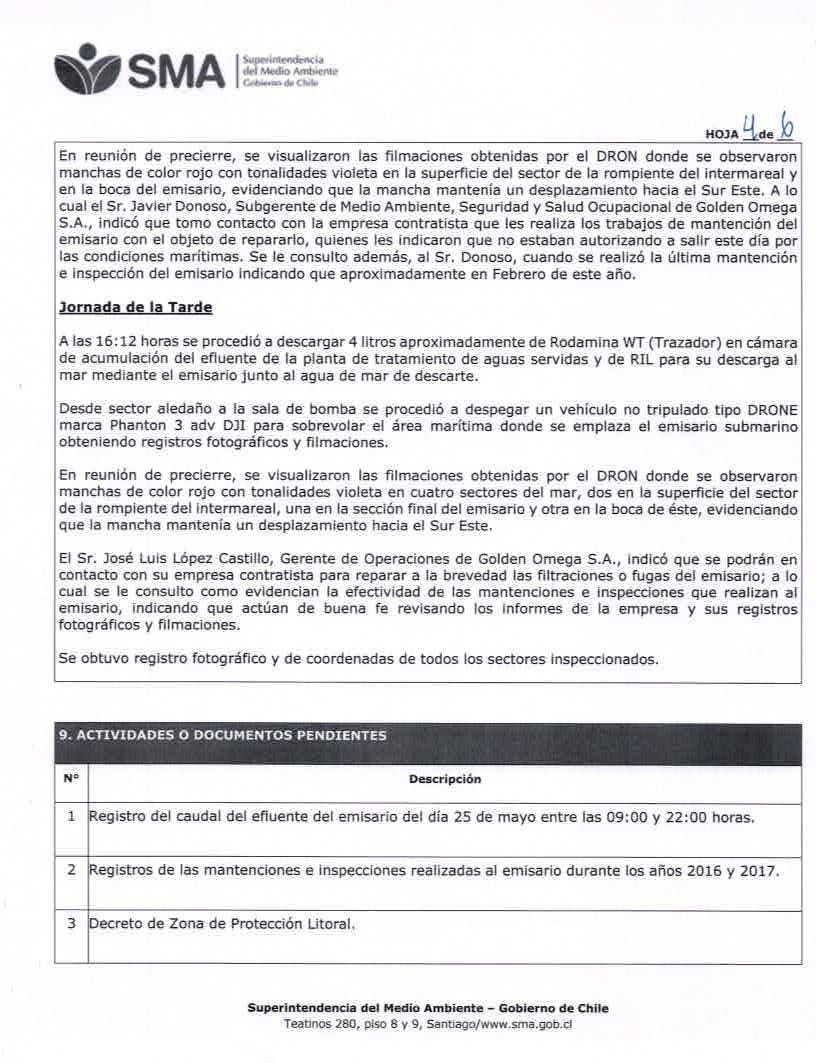 SMA
Superintendencia
del Medio Ambiente
Gobierno de Chile
HOJA 4 de 6
En reunión de precierre, se visualizaron las filmaciones obtenidas por el DRON donde se observaron
manchas de color rojo con tonalidades violeta en la superficie del sector de la rompiente del intermareal y
en la boca del emisario, evidenciando que la mancha mantenía un desplazamiento hacia el Sur Este. A lo
cual el Sr. Javier Donoso, Subgerente de Medio Ambiente, Seguridad y Salud Ocupacional de Golden Omega
S.A., indicó que tomo contacto con la empresa contratista que les realiza los trabajos de mantención del
emisario con el objeto de repararlo, quienes les indicaron que no estaban autorizando a salir este día por
las condiciones marítimas. Se le consulto además, al Sr. Donoso, cuando se realizó la última mantención
e inspección del emisario indicando que aproximadamente en Febrero de este año.
Jornada de la Tarde
A las 16:12 horas se procedió a descargar 4 litros aproximadamente de Rodamina WT (Trazador) en cámara
de acumulación del efluente de la planta de tratamiento de aguas servidas y de RIL para su descarga al
mar mediante el emisario junto al agua de mar de descarte.
Desde sector aledaño a la sala de bomba se procedió a despegar un vehículo no tripulado tipo DRONE
marca Phanton 3 adv DJI para sobrevolar el área marítima donde se emplaza el emisario submarino
obteniendo registros fotográficos y filmaciones.
En reunión de precierre, se visualizaron las filmaciones obtenidas por el DRON donde se observaron
manchas de color rojo con tonalidades violeta en cuatro sectores del mar, dos en la superficie del sector
de la rompiente del intermareal, una en la sección final del emisario y otra en la boca de éste, evidenciando
que la mancha mantenía un desplazamiento hacia el Sur Este.
El Sr. José Luis López Castillo, Gerente de Operaciones de Golden Omega S.A., indicó que se podrán en
contacto con su empresa contratista para reparar a la brevedad las filtraciones o fugas del emisario; a lo
cual se le consulto como evidencian la efectividad de las mantenciones e inspecciones que realizan al
emisario, indicando que actúan de buena fe revisando los informes de la empresa y sus registros
fotográficos y filmaciones.
Se obtuvo registro fotográfico y de coordenadas de todos los sectores inspeccionados.
9. ACTIVIDADES O DOCUMENTOS PENDIENTES
N° Descripción
1 Registro del caudal del efluente del emisario del día 25 de mayo entre las 09:00 y 22:00 horas.
2 Registros de las mantenciones e inspecciones realizadas al emisario durante los años 2016 y 2017.
3 Decreto de Zona de Protección Litoral.
Superintendencia del Medio Ambiente – Gobierno de Chile
Teatinos 280, piso 8 y 9, Santiago/www.sma.gob.cl